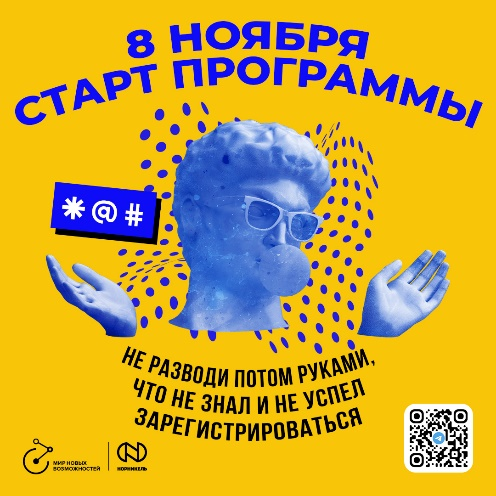 8 НОЯБРЯ
СТАРТ ПРОГРАММЫ
*@#
НЕ РАЗВОДИ ПОТОМ РУКАМИ,
ЧТО НЕ ЗНАЛ И НЕ УСПЕЛ
ЗАРЕГИСТРИРОВАТЬСЯ
МИР НОВЫХ
ВОЗМОЖНОСТЕЙ
НОРНИКЕЛЬ